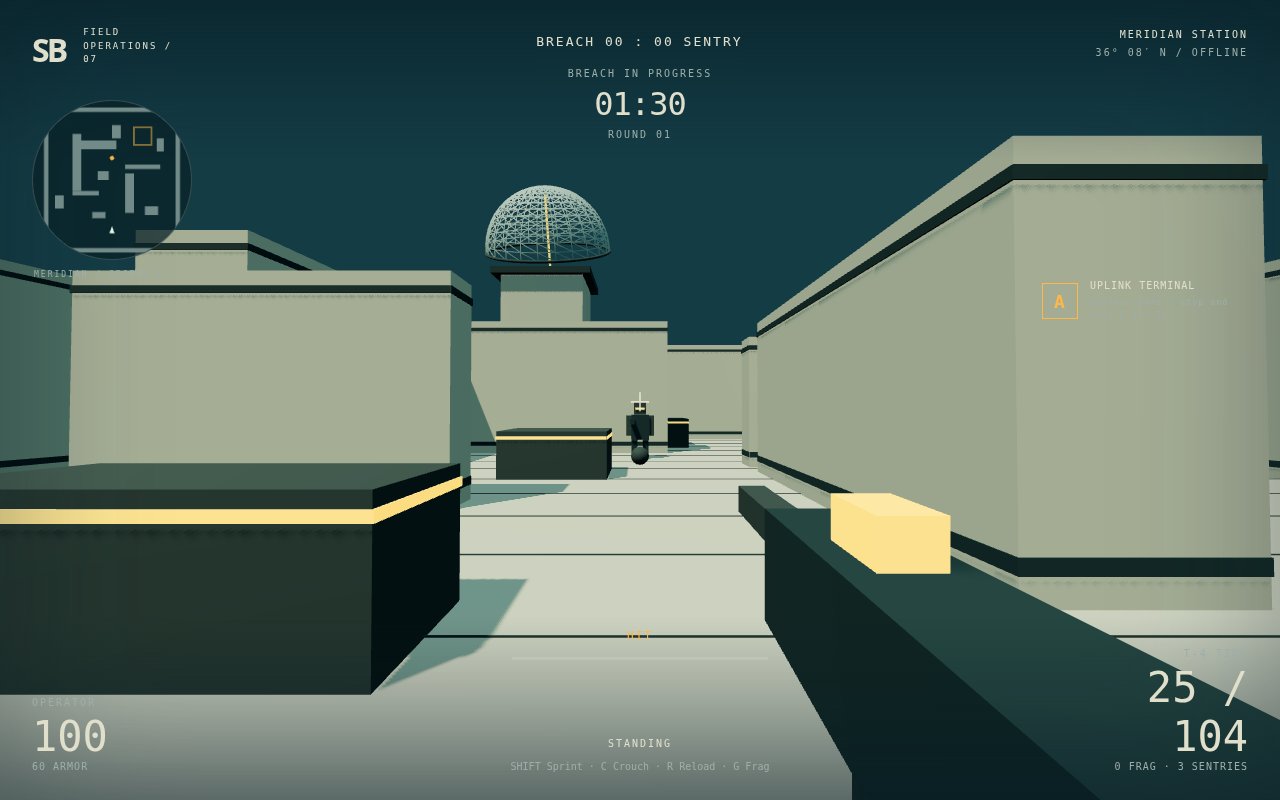 SB
FIELD
OPERATIONS /
07
BREACH 00 : 00 SENTRY
BREACH IN PROGRESS
01:30
ROUND 01
MERIDIAN STATION
36° 08′ N / OFFLINE
A
UPLINK TERMINAL
HIT
OPERATOR
100
60 ARMOR
STANDING
SHIFT Sprint · C Crouch · R Reload · G Frag
25 /
104
0 FRAG · 3 SENTRIES